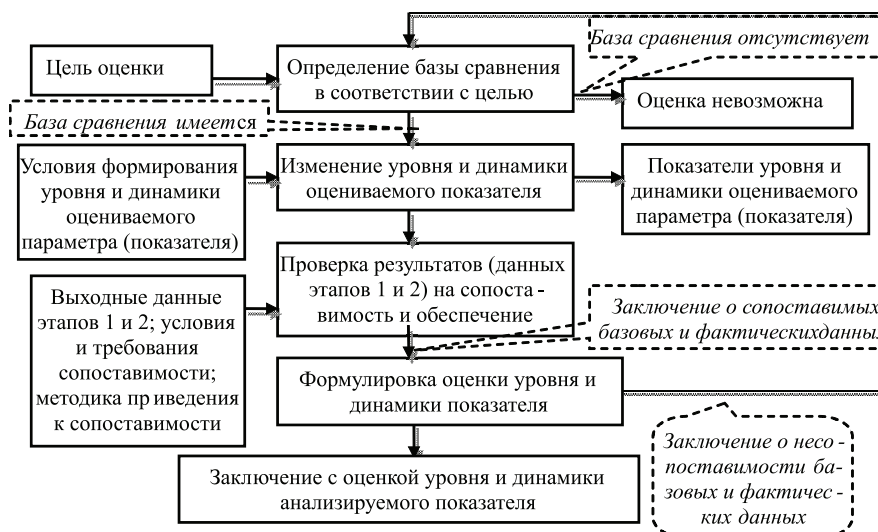 База сравнения отсутствует
Цель оценки
Определение базы сравнения
в соответствии с целью
Оценка невозможна
База сравнения имеется
Условия формирования
уровня и динамики
оцениваемого
параметра (показателя)
Изменение уровня и динамики
оцениваемого показателя
Показатели уровня и
динамики оцениваемого
параметра (показателя)
Проверка результатов (данных
этапов 1 и 2) на сопоста -
вимость и обеспечение
Выходные данные
этапов 1 и 2; условия
и требования
сопоставимости;
методика пр иведения
к сопоставимости
Заключение о сопоставимых
базовых и фактическихданных
Формулировка оценки уровня и
динамики показателя
Заключение о несо -
поставимости ба-
зовых и фактичес -
ких данных
Заключение с оценкой уровня и динамики
анализируемого показателя